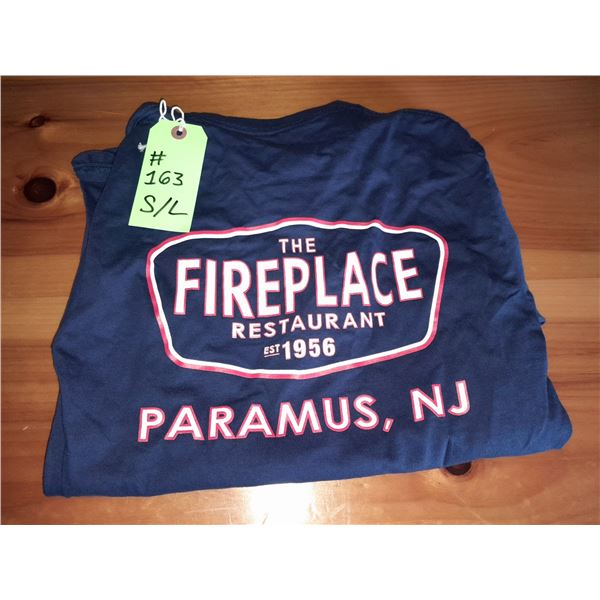 #
163
S/L
THE
FIREPLACE
RESTAURANT
EST 1956
PARAMUS, NJ